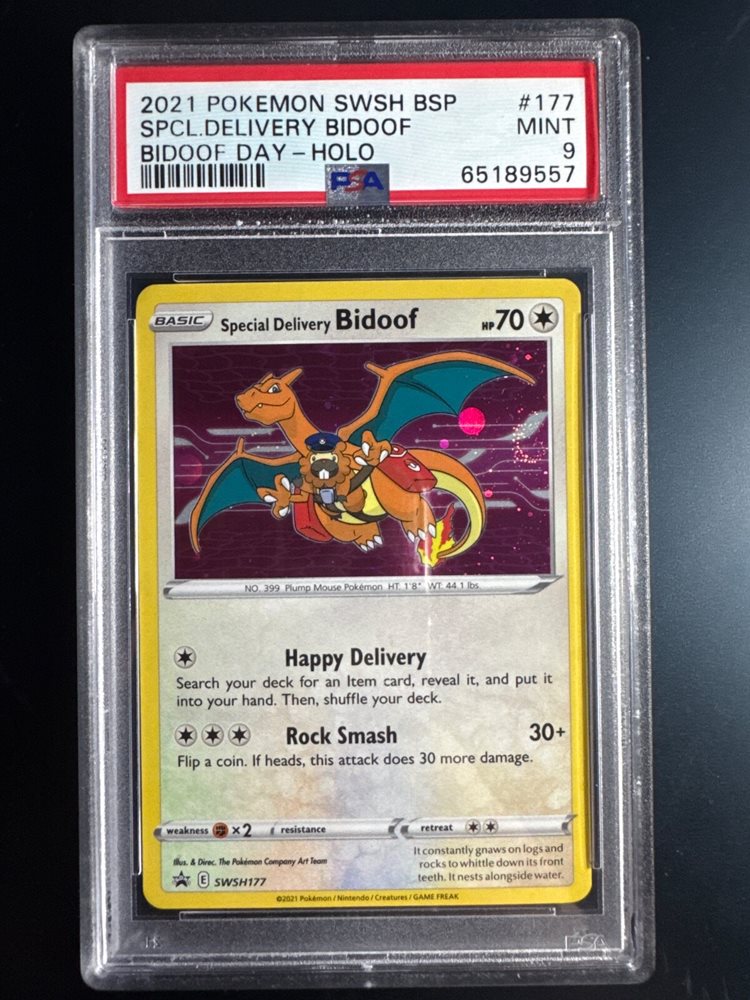 2021 POKEMON SWSH BSP #177
SPCL.DELIVERY BIDOOF MINT
BIDOOF DAY - HOLO 9
PSA 65189557
BASIC Special Delivery Bidoof HP 70
NO. 399 Plump Mouse Pokémon HT. 1'8" WT. 44.1 lbs.
Happy Delivery
Search your deck for an Item card, reveal it, and put it
into your hand. Then, shuffle your deck.
Rock Smash 30+
Flip a coin. If heads, this attack does 30 more damage.
weakness ×2 resistance retreat
Illus. & Direc. The Pokémon Company Art Team
E SWSH177
It constantly gnaws on logs and
rocks to whittle down its front
teeth. It nests alongside water.
©2021 Pokémon / Nintendo / Creatures / GAME FREAK
PSA